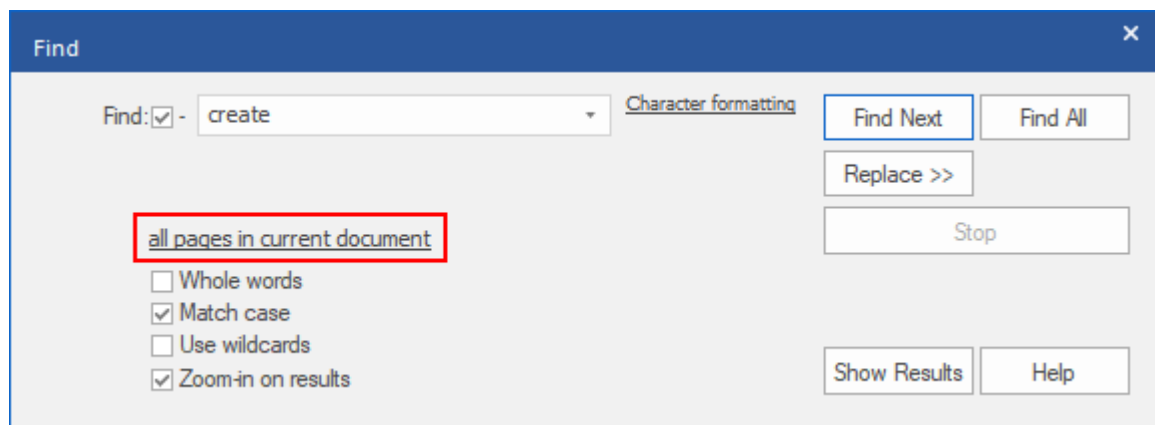 Find
Find: - create Character formatting Find Next Find All
Replace >>
all pages in current document Stop
Whole words
Match case
Use wildcards
Zoom-in on results Show Results Help